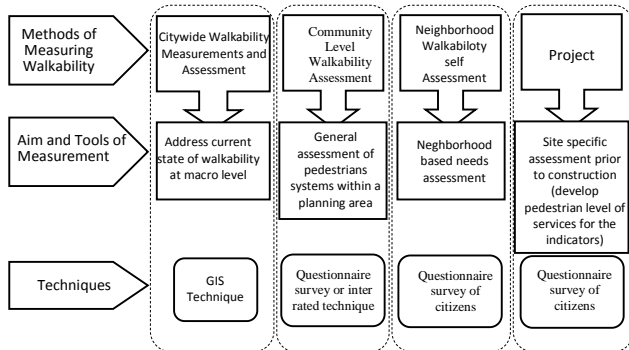 Methods of
Measuring
Walkability
Citywide Walkability
Measurements and
Assessment
Community
Level
Walkability
Assessment
Neighborhood
Walkabiloty
self
Assessment
Project
Aim and Tools of
Measurement
Address current
state of walkability
at macro level
General
assessment of
pedestrians
systems within a
planning area
Neghborhood
based needs
assessment
Site specific
assessment prior
to construction
(develop
pedestrian level of
services for the
indicators)
Techniques
GIS
Technique
Questionnaire
survey or inter
rated technique
Questionnaire
survey of
citizens
Questionnaire
survey of
citizens